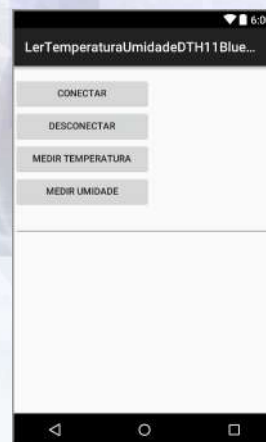 6:0
LerTemperaturaUmidadeDTH11Blue...
CONECTAR
DESCONECTAR
MEDIR TEMPERATURA
MEDIR UMIDADE